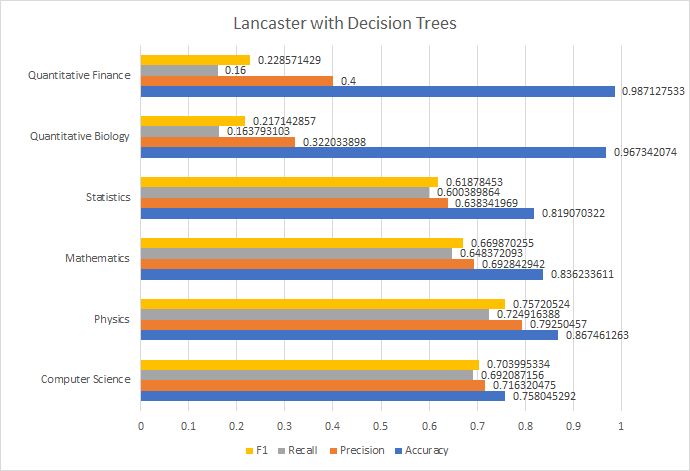 Lancaster with Decision Trees
Quantitative Finance
0.228571429
0.16
0.4
0.987127533
Quantitative Biology
0.217142857
0.163793103
0.322033898
0.967342074
Statistics
0.61878453
0.600389864
0.638341969
0.819070322
Mathematics
0.669870255
0.648372093
0.692842942
0.836233611
Physics
0.75720524
0.724916388
0.79250457
0.867461263
Computer Science
0.703995334
0.692087156
0.716320475
0.758045292
0 0.1 0.2 0.3 0.4 0.5 0.6 0.7 0.8 0.9 1
F1 Recall Precision Accuracy